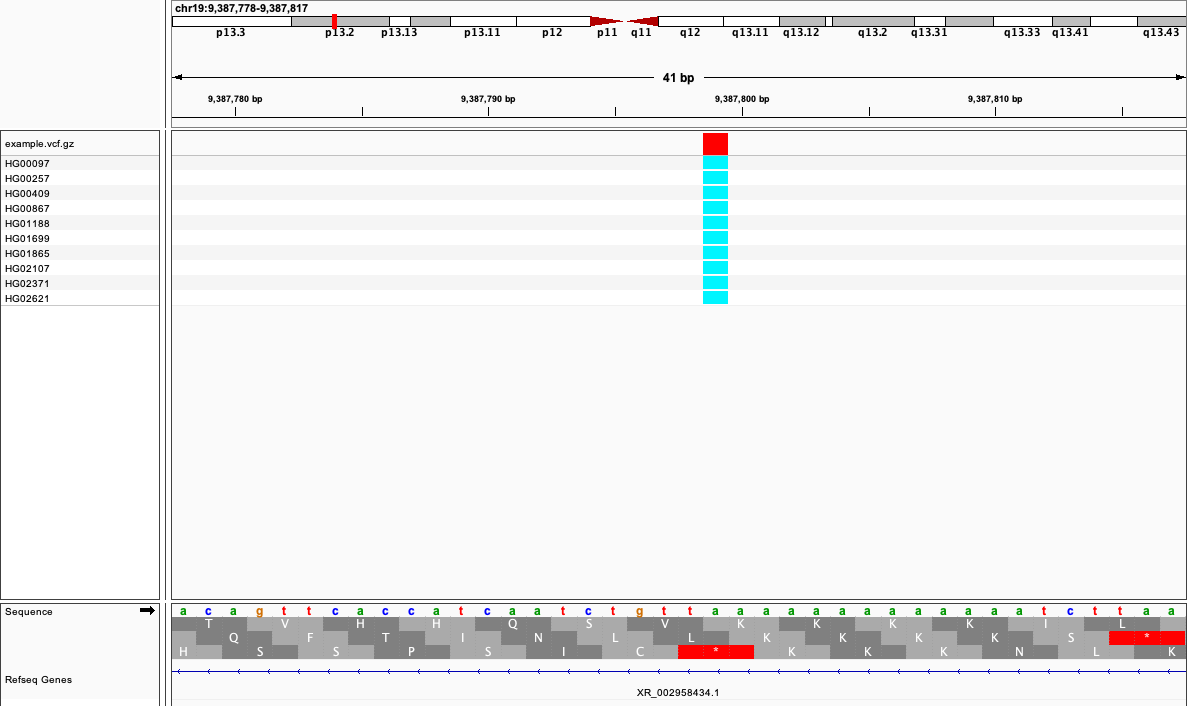 chr19:9,387,778-9,387,817
p13.3 p13.2 p13.13 p13.11 p12 p11 q11 q12 q13.11 q13.12 q13.2 q13.31 q13.33 q13.41 q13.43
41 bp
9,387,780 bp 9,387,790 bp 9,387,800 bp 9,387,810 bp
example.vcf.gz
HG00097
HG00257
HG00409
HG00867
HG01188
HG01699
HG01865
HG02107
HG02371
HG02621
Sequence a c a g t t c a c c a t c a a t c t g t t a a a a a a a a a a a a a t c t t a a
T V H H Q S V K K K K I L
Q F T I N L L K K K K S *
H S S P S I C * K K K N L K
Refseq Genes
XR_002958434.1